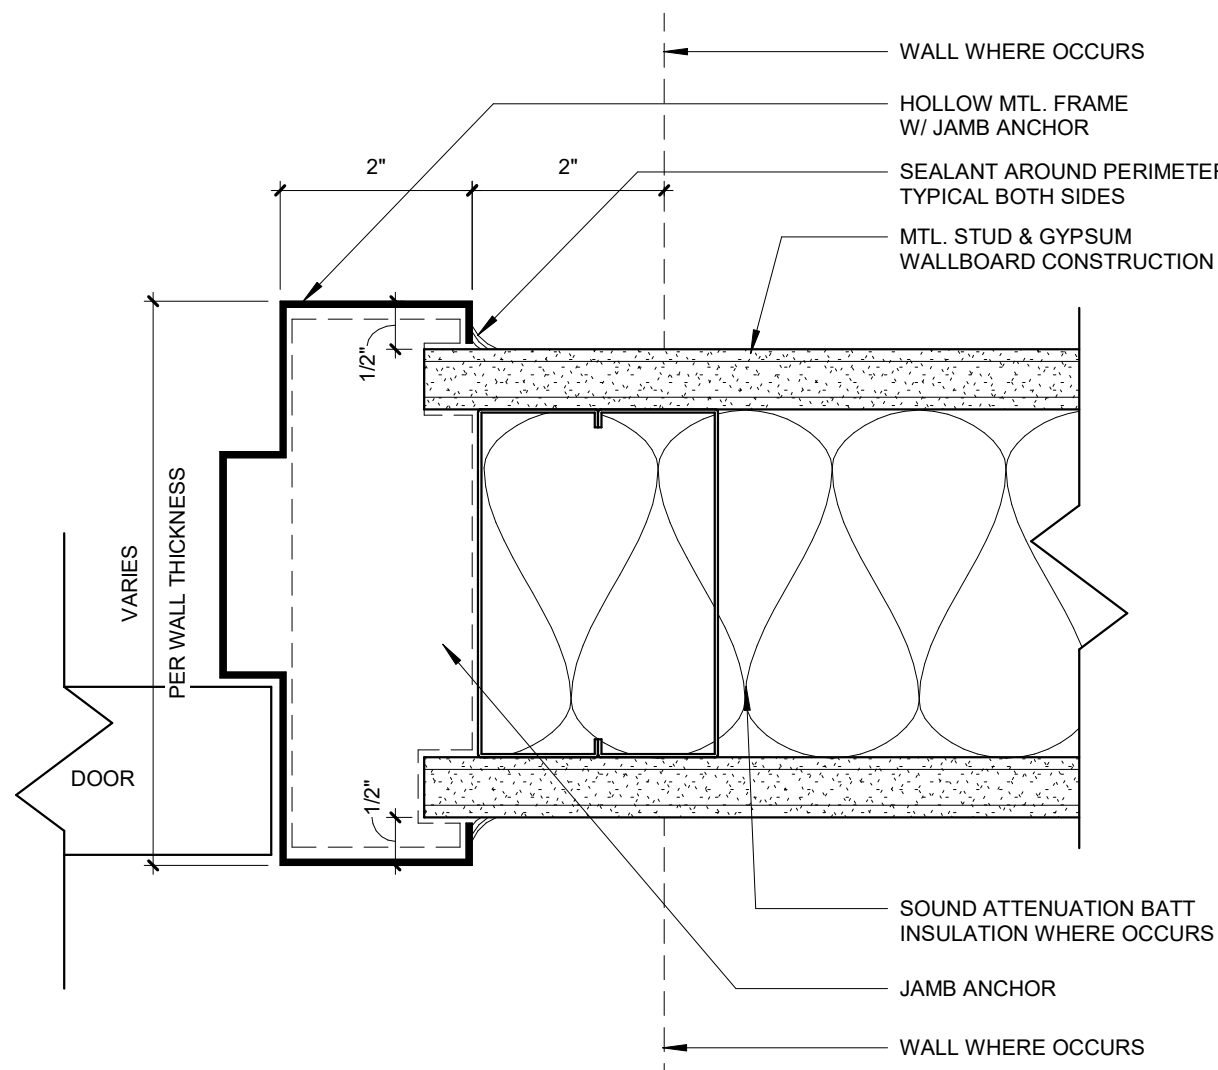 WALL WHERE OCCURS
HOLLOW MTL. FRAME
W/ JAMB ANCHOR
2"
2"
SEALANT AROUND PERIMETER
TYPICAL BOTH SIDES
MTL. STUD & GYPSUM
WALLBOARD CONSTRUCTION
1/2"
VARIES
PER WALL THICKNESS
DOOR
1/2"
SOUND ATTENUATION BATT
INSULATION WHERE OCCURS
JAMB ANCHOR
WALL WHERE OCCURS